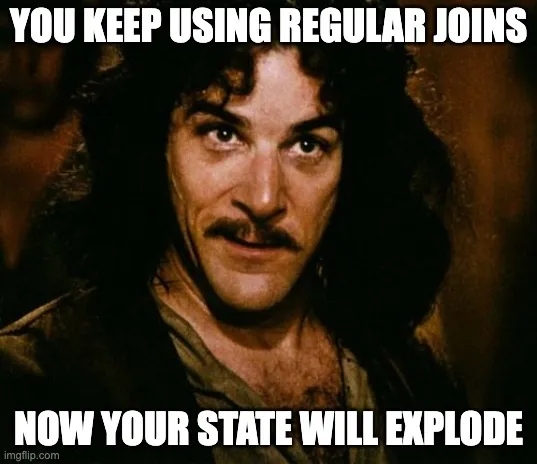 YOU KEEP USING REGULAR JOINS
NOW YOUR STATE WILL EXPLODE
imgflip.com